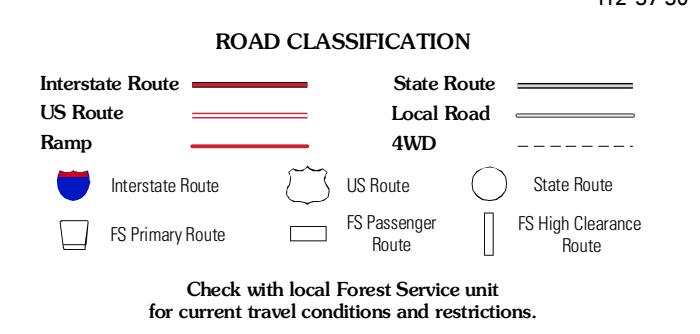 ROAD CLASSIFICATION
Interstate Route State Route
US Route Local Road
Ramp 4WD
Interstate Route US Route State Route
FS Primary Route
FS Passenger
Route
FS High Clearance
Route
Check with local Forest Service unit
for current travel conditions and restrictions.